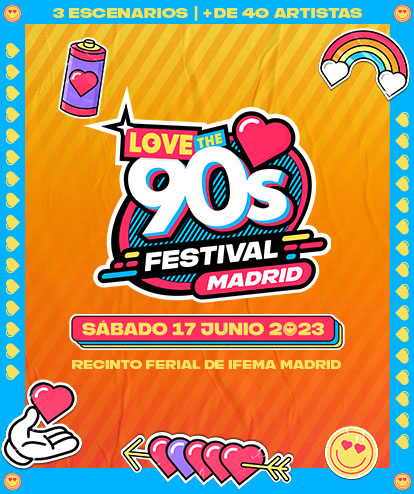 3 ESCENARIOS | +DE 40 ARTISTAS
LOVE THE
90s
FESTIVAL
MADRID
SÁBADO 17 JUNIO 2023
RECINTO FERIAL DE IFEMA MADRID